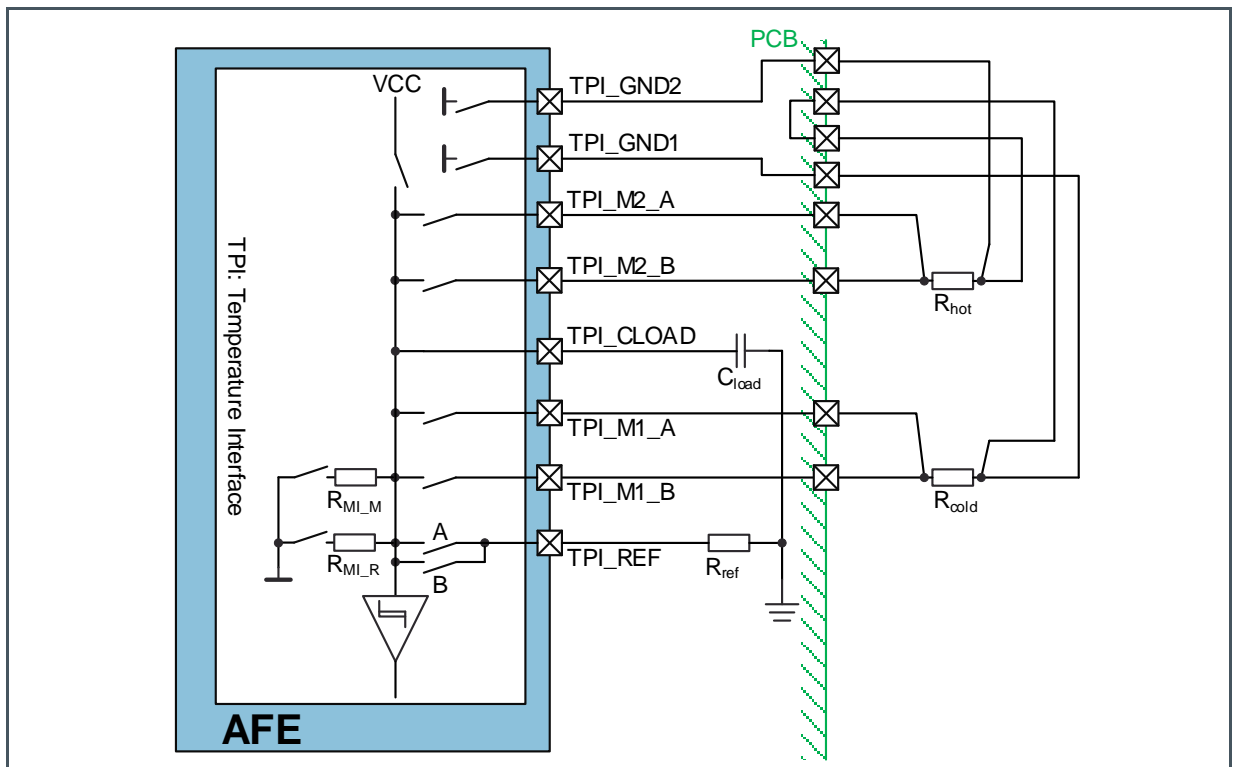 PCB
VCC
TPI_GND2
TPI_GND1
TPI_M2_A
TPI_M2_B
Rhot
TPI: Temperature Interface
TPI_CLOAD
Cload
TPI_M1_A
TPI_M1_B
Rcold
RMI_M
A
TPI_REF
Rref
RMI_R
B
AFE